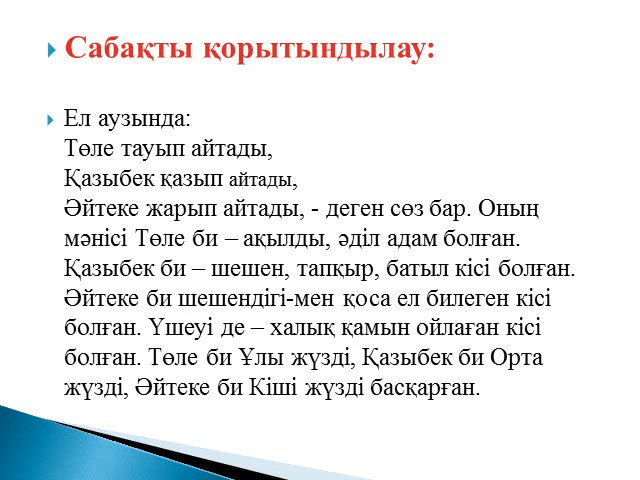 Сабақты қорытындылау:
Ел аузында:
Төле тауып айтады,
Қазыбек қазып айтады,
Әйтеке жарып айтады, - деген сөз бар. Оның
мәнісі Төле би – ақылды, әділ адам болған.
Қазыбек би – шешен, тапқыр, батыл кісі болған.
Әйтеке би шешендігі-мен қоса ел билеген кісі
болған. Үшеуі де – халық қамын ойлаған кісі
болған. Төле би Ұлы жүзді, Қазыбек би Орта
жүзді, Әйтеке би Кіші жүзді басқарған.